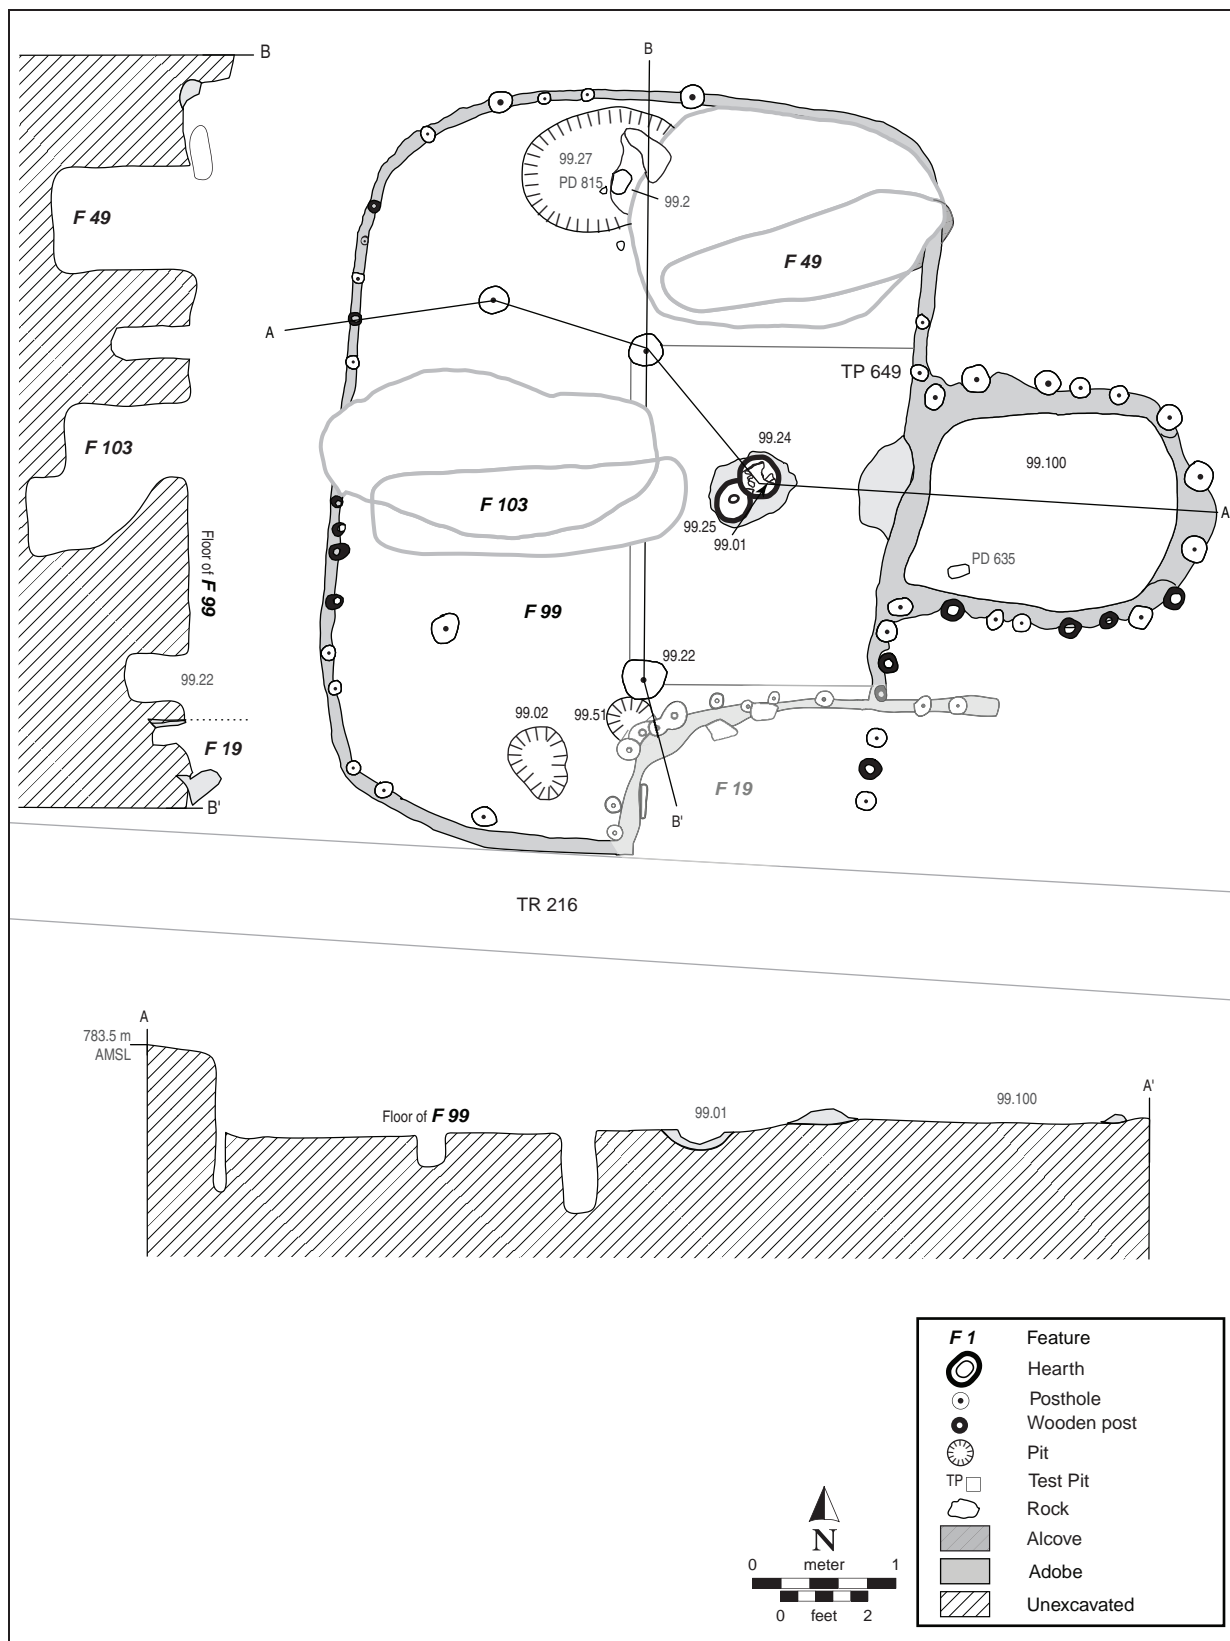 B
B
99.27
PD 815
99.2
F 49
F 49
A
TP 649
F 103
99.24
99.100
F 103
99.25
99.01
A
Floor of F 99
PD 635
F 99
99.22
99.22
99.02
99.51
F 19
F 19
B'
B'
TR 216
A
783.5 m
AMSL
A'
Floor of F 99
99.01
99.100
F 1 Feature
Hearth
Posthole
Wooden post
Pit
TP Test Pit
Rock
Alcove
Adobe
Unexcavated
N
0 meter 1
0 feet 2